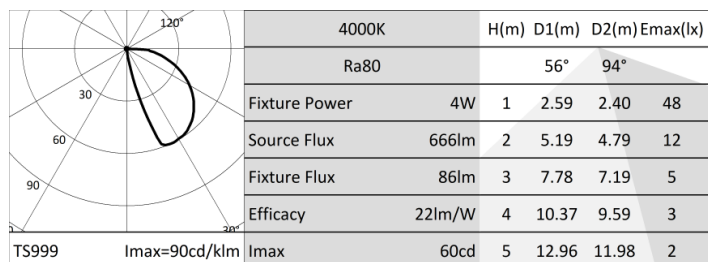 120°
30
60
90
30°
TS999 Imax=90cd/klm
4000K H(m) D1(m) D2(m) Emax(lx)
Ra80 56° 94°
Fixture Power 4W 1 2.59 2.40 48
Source Flux 666lm 2 5.19 4.79 12
Fixture Flux 86lm 3 7.78 7.19 5
Efficacy 22lm/W 4 10.37 9.59 3
Imax 60cd 5 12.96 11.98 2